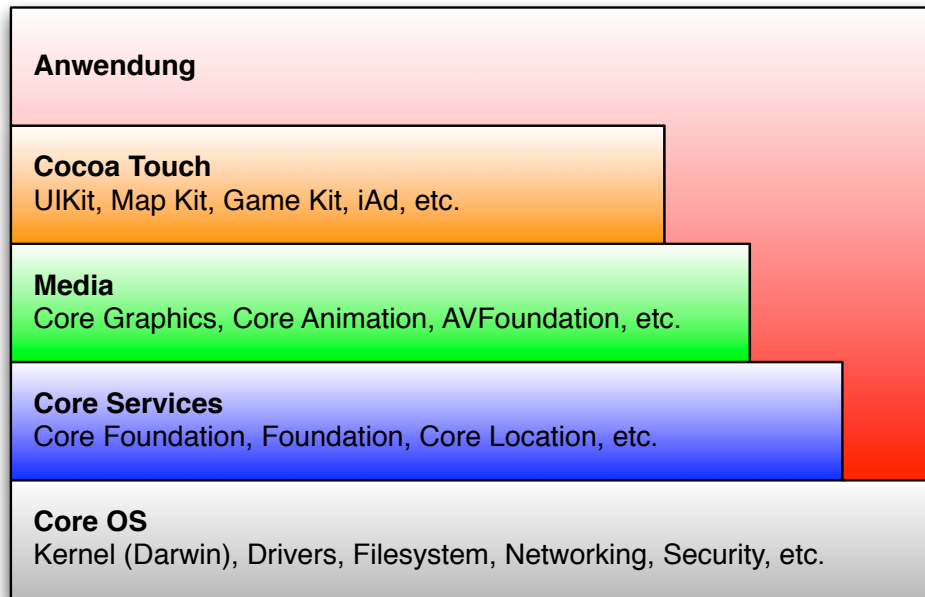 Anwendung
Cocoa Touch
UIKit, Map Kit, Game Kit, iAd, etc.
Media
Core Graphics, Core Animation, AVFoundation, etc.
Core Services
Core Foundation, Foundation, Core Location, etc.
Core OS
Kernel (Darwin), Drivers, Filesystem, Networking, Security, etc.